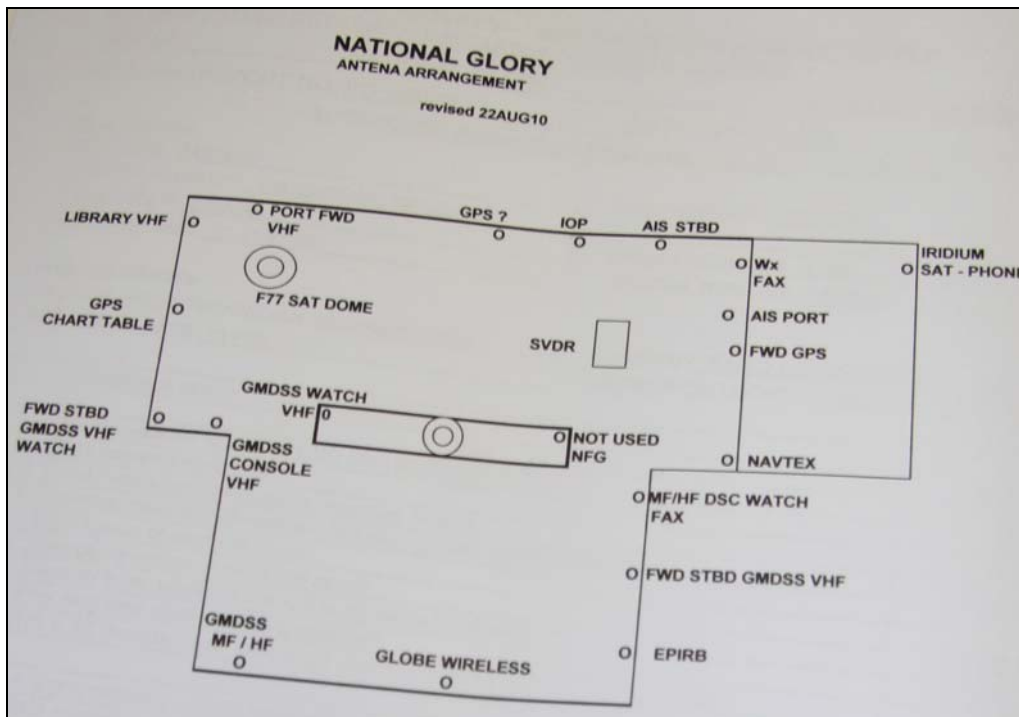 NATIONAL GLORY
ANTENA ARRANGEMENT
revised 22AUG10
LIBRARY VHF
PORT FWD
VHF
GPS ?
IOP
AIS STBD
IRIDIUM
SAT - PHONE
Wx
FAX
F77 SAT DOME
GPS
CHART TABLE
AIS PORT
SVDR
FWD GPS
GMDSS WATCH
VHF
FWD STBD
GMDSS VHF
WATCH
GMDSS
CONSOLE
VHF
NOT USED
NFG
NAVTEX
MF/HF DSC WATCH
FAX
FWD STBD GMDSS VHF
GMDSS
MF / HF
GLOBE WIRELESS
EPIRB